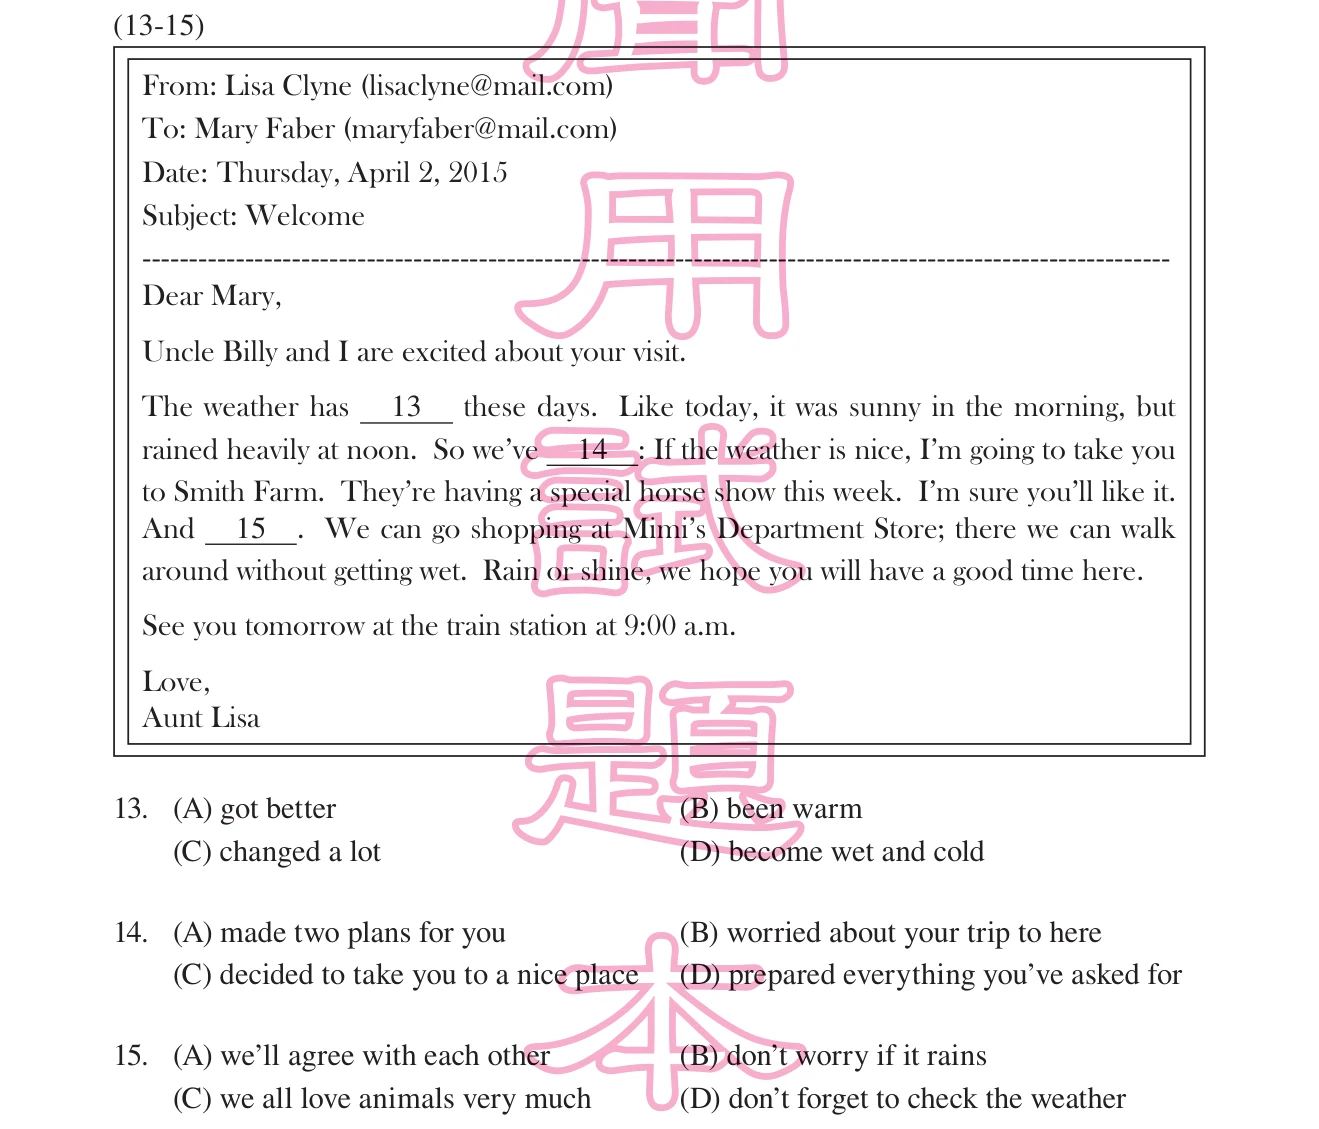 (13-15)
From: Lisa Clyne (lisaclyne@mail.com)
To: Mary Faber (maryfaber@mail.com)
Date: Thursday, April 2, 2015
Subject: Welcome
--------------------------------------------------------------------------------------------------------------
Dear Mary,
Uncle Billy and I are excited about your visit.
The weather has __13__ these days. Like today, it was sunny in the morning, but
rained heavily at noon. So we’ve __14__: If the weather is nice, I’m going to take you
to Smith Farm. They’re having a special horse show this week. I’m sure you’ll like it.
And __15__. We can go shopping at Mimi’s Department Store; there we can walk
around without getting wet. Rain or shine, we hope you will have a good time here.
See you tomorrow at the train station at 9:00 a.m.
Love,
Aunt Lisa
13. (A) got better (B) been warm
(C) changed a lot (D) become wet and cold
14. (A) made two plans for you (B) worried about your trip to here
(C) decided to take you to a nice place (D) prepared everything you’ve asked for
15. (A) we’ll agree with each other (B) don’t worry if it rains
(C) we all love animals very much (D) don’t forget to check the weather
用
試
題
本